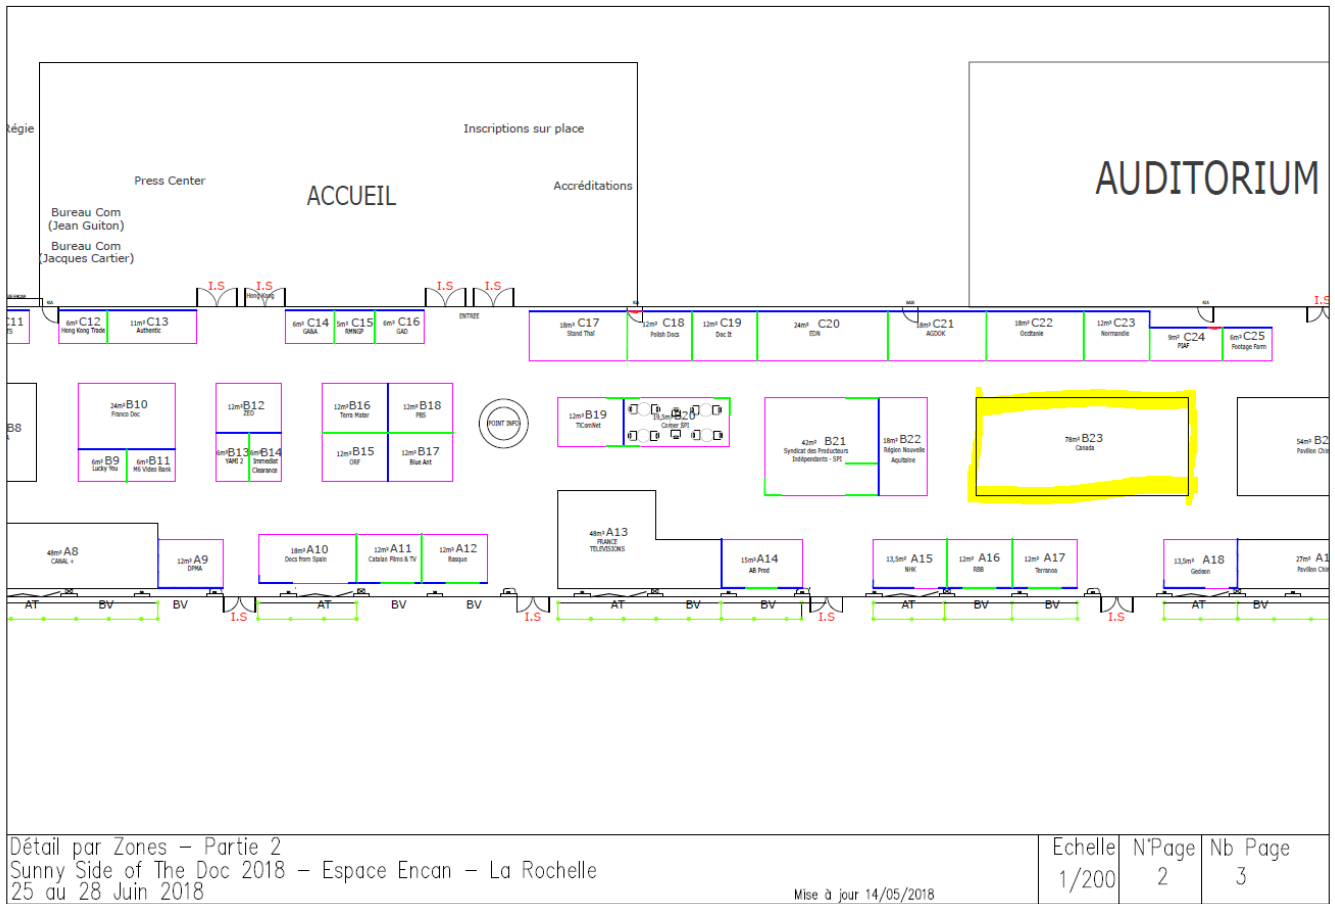 Régie
Inscriptions sur place
Press Center
ACCUEIL
Accréditations
AUDITORIUM
Bureau Com
(Jean Guiton)
Bureau Com
(Jacques Cartier)
I.S
I.S
I.S
I.S
I.S
Hong Kong
ENTREE
C11
6m² C12
Hong Kong Trade
11m² C13
Authentic
6m² C14
GABA
5m² C15
RMNGP
6m² C16
GAD
18m² C17
Stand Thaï
12m² C18
Polish Docs
12m² C19
Doc it
24m² C20
EDN
18m² C21
AGDOK
18m² C22
Occitanie
12m² C23
Normandie
9m² C24
PIAF
6m² C25
Footage Farm
B8
24m² B10
Franco Doc
6m² B9
Lucky You
6m² B11
M6 Video Bank
12m² B12
ZED
6m² B13
YAMI 2
6m² B14
Immediat
Clearance
12m² B16
Terra Mater
12m² B18
PBS
12m² B15
ORF
12m² B17
Blue Ant
POINT INFO
12m² B19
TiComNet
19,5m² B20
Corner SPI
42m² B21
Syndicat des Producteurs
Indépendants - SPI
18m² B22
Région Nouvelle
Aquitaine
78m² B23
Canada
54m² B2
Pavillon Chin
48m² A8
CANAL +
12m² A9
DPMA
18m² A10
Docs from Spain
12m² A11
Catalan Films & TV
12m² A12
Basque
48m² A13
FRANCE
TELEVISIONS
15m² A14
AB Prod
13,5m² A15
NHK
12m² A16
RBB
12m² A17
Terranoa
13,5m² A18
Gedeon
27m² A1
Pavillon Chin
AT BV BV AT BV BV AT BV BV AT BV BV AT BV
I.S I.S I.S I.S
Détail par Zones – Partie 2
Sunny Side of The Doc 2018 – Espace Encan – La Rochelle
25 au 28 Juin 2018
Mise à jour 14/05/2018
Echelle
1/200
N°Page
2
Nb Page
3